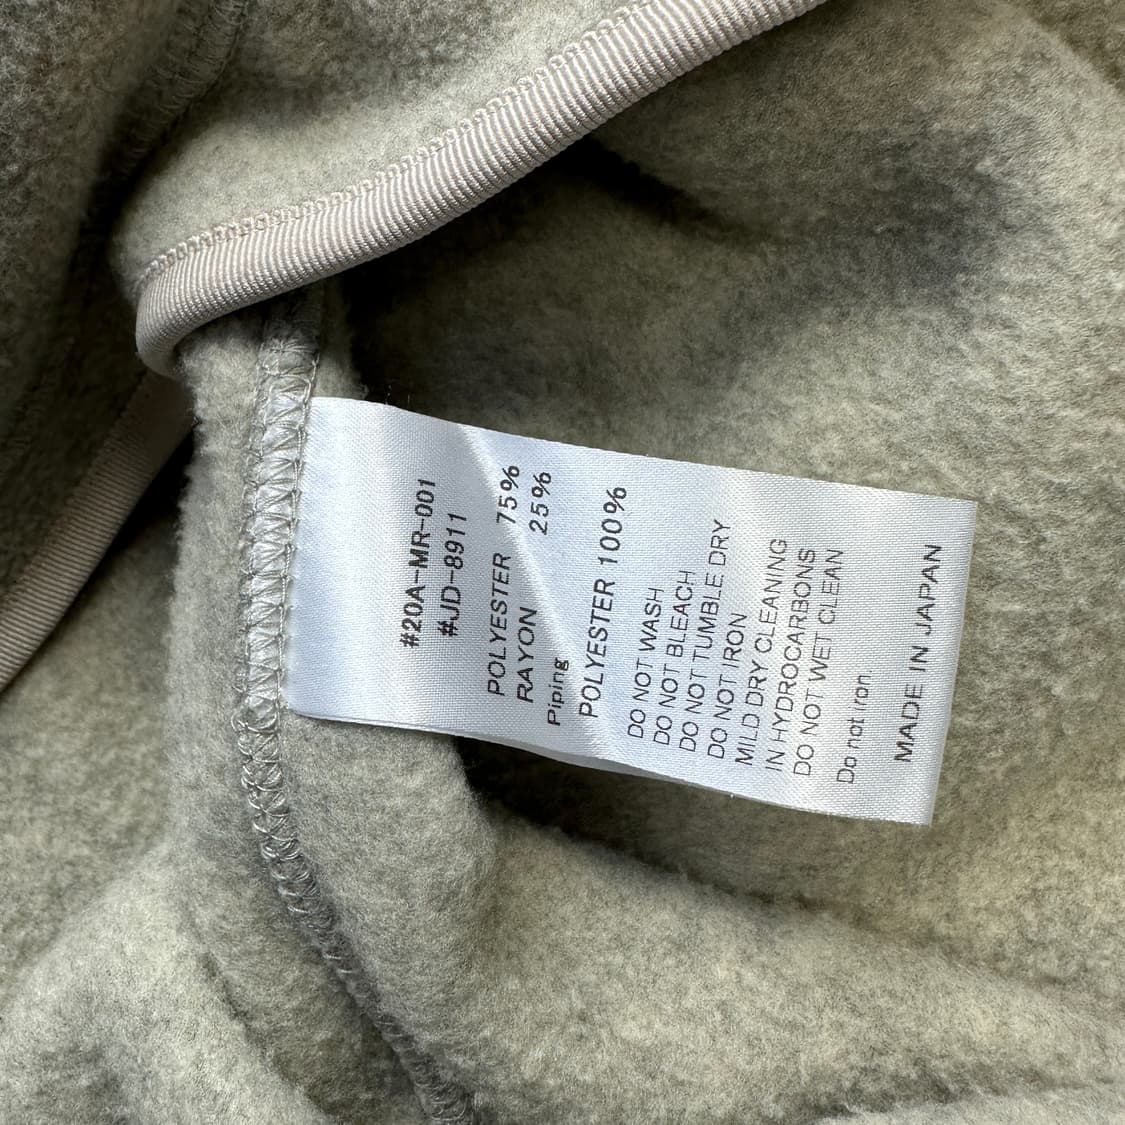 #20A-MR-001
#JD-8911
POLYESTER 75%
RAYON 25%
Piping
POLYESTER 100%
DO NOT WASH
DO NOT BLEACH
DO NOT TUMBLE DRY
DO NOT IRON
MILD DRY CLEANING
IN HYDROCARBONS
DO NOT WET CLEAN
Do not iron.
MADE IN JAPAN